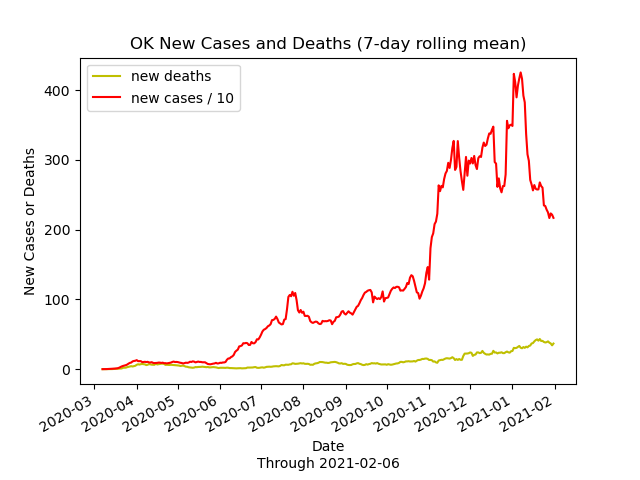 OK New Cases and Deaths (7-day rolling mean)
new deaths
new cases / 10
400
300
200
100
0
New Cases or Deaths
2020-03
2020-04
2020-05
2020-06
2020-07
2020-08
2020-09
2020-10
2020-11
2020-12
2021-01
2021-02
Date
Through 2021-02-06